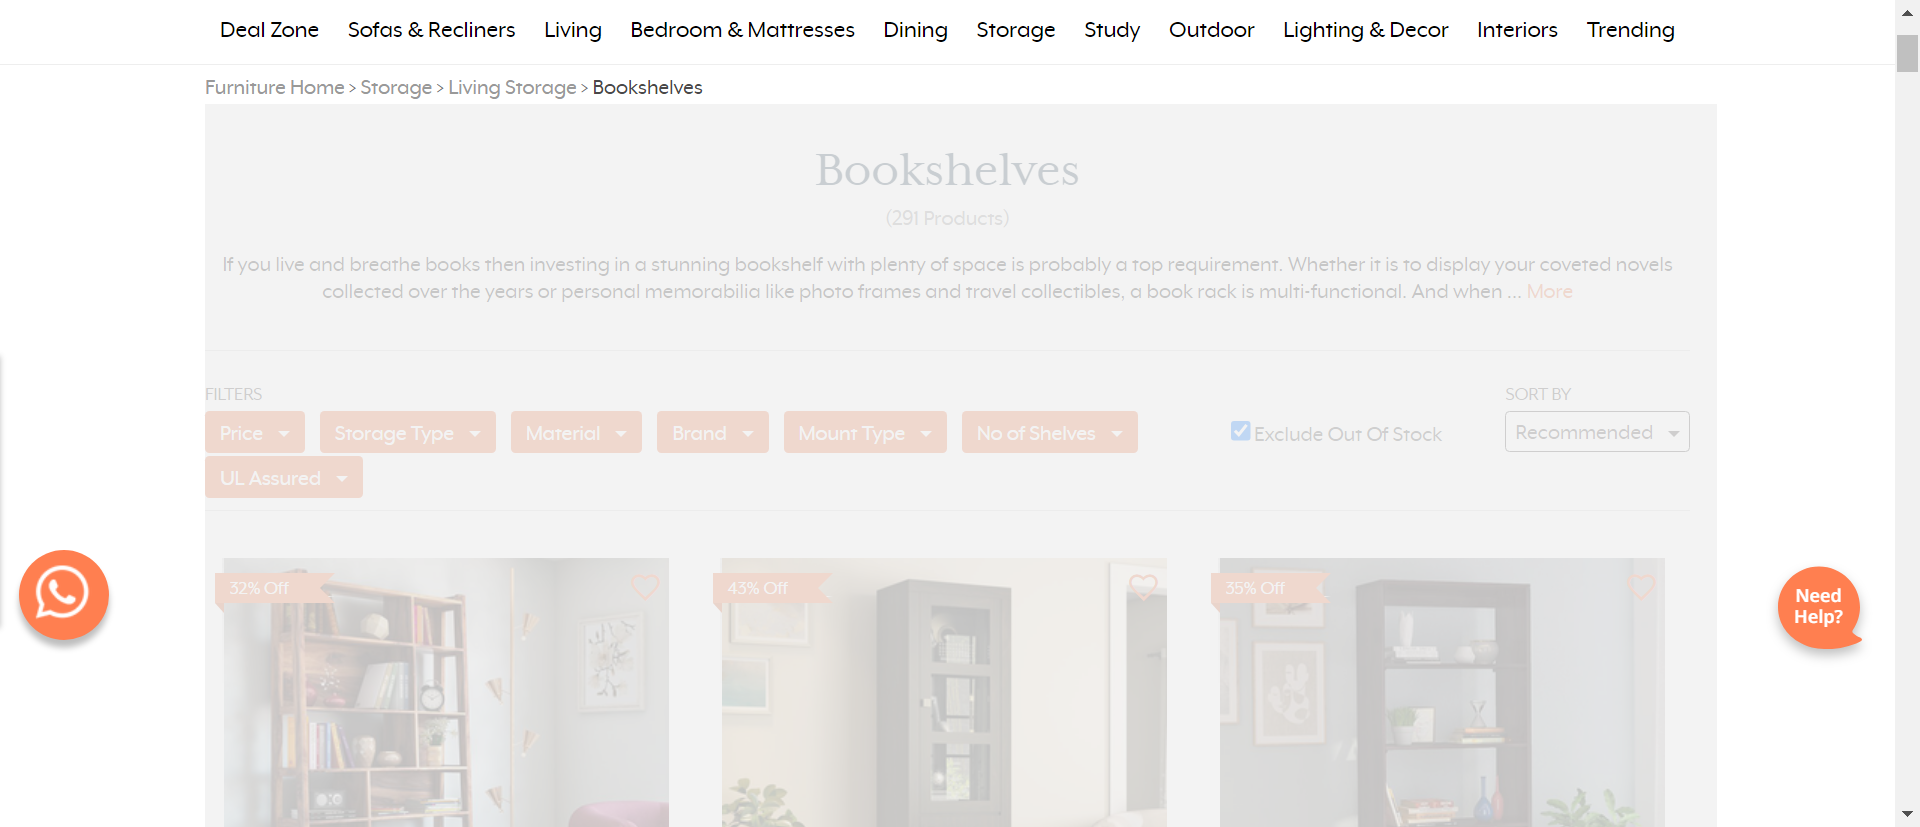 Deal Zone Sofas & Recliners Living Bedroom & Mattresses Dining Storage Study Outdoor Lighting & Decor Interiors Trending
Furniture Home > Storage > Living Storage > Bookshelves
Bookshelves
(291 Products)
If you live and breathe books then investing in a stunning bookshelf with plenty of space is probably a top requirement. Whether it is to display your coveted novels
collected over the years or personal memorabilia like photo frames and travel collectibles, a book rack is multi-functional. And when ... More
FILTERS
SORT BY
Price Storage Type Material Brand Mount Type No of Shelves Exclude Out Of Stock Recommended
UL Assured
32% Off 43% Off 35% Off
Need
Help?